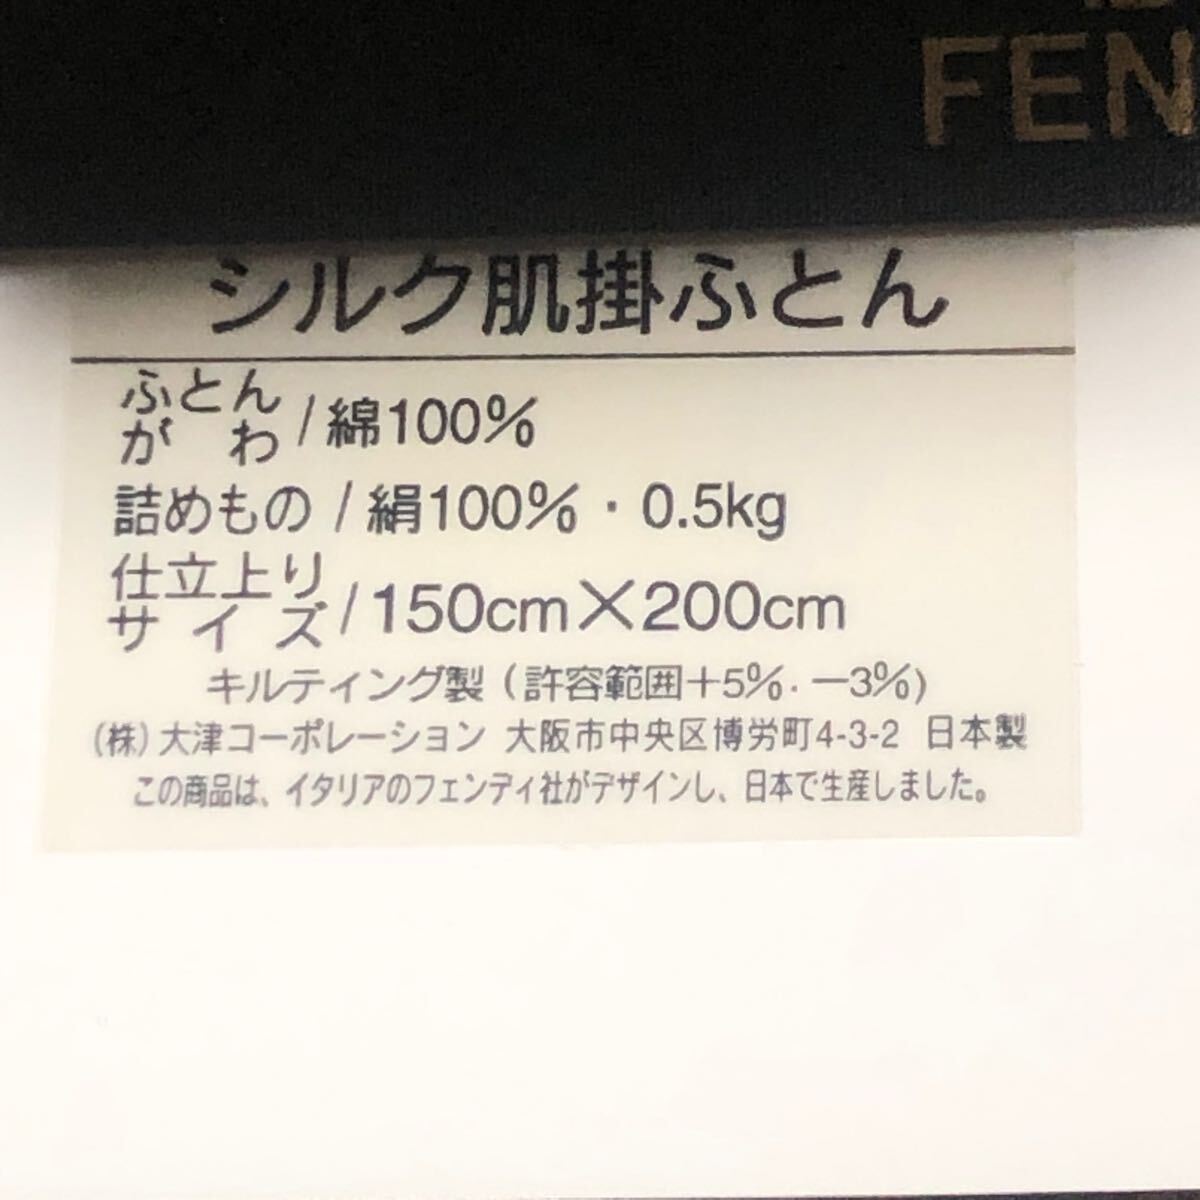 FEN
シルク肌掛ふとん
ふとんがわ/綿100%
詰めもの/絹100%・0.5kg
仕立上りサイズ/150cm×200cm
キルティング製(許容範囲+5%.-3%)
(株)大津コーポレーション 大阪市中央区博労町4-3-2 日本製
この商品は、イタリアのフェンディ社がデザインし、日本で生産しました。